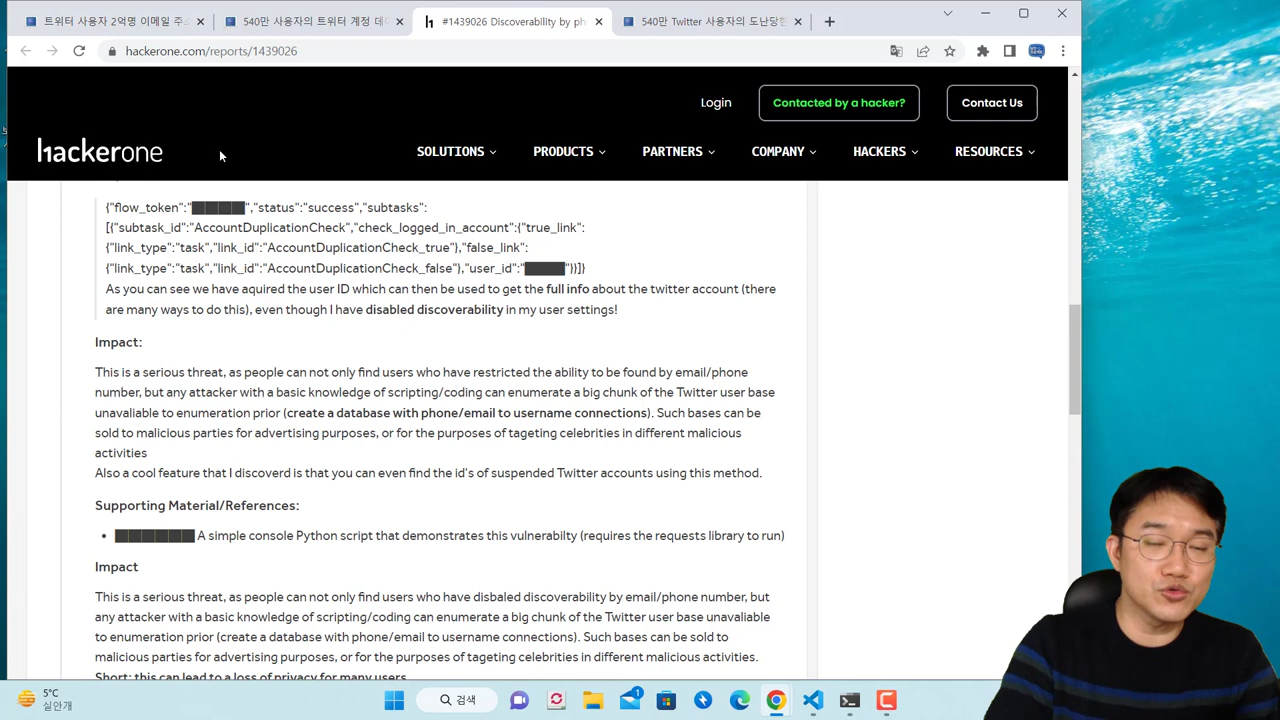 트위터 사용자 2억명 이메일 주
540만 사용자의 트위터 계정 데
#1439026 Discoverability by ph
540만 Twitter 사용자의 도난당한
hackerone.com/reports/1439026
Login
Contacted by a hacker?
Contact Us
hackerone
SOLUTIONS
PRODUCTS
PARTNERS
COMPANY
HACKERS
RESOURCES
{"flow_token":"███████","status":"success","subtasks":
[{"subtask_id":"AccountDuplicationCheck","check_logged_in_account":{"true_link":
{"link_type":"task","link_id":"AccountDuplicationCheck_true"},"false_link":
{"link_type":"task","link_id":"AccountDuplicationCheck_false"},"user_id":"█████"}}]}
As you can see we have aquired the user ID which can then be used to get the full info about the twitter account (there
are many ways to do this), even though I have disabled discoverability in my user settings!
Impact:
This is a serious threat, as people can not only find users who have restricted the ability to be found by email/phone
number, but any attacker with a basic knowledge of scripting/coding can enumerate a big chunk of the Twitter user base
unavaliable to enumeration prior (create a database with phone/email to username connections). Such bases can be
sold to malicious parties for advertising purposes, or for the purposes of tageting celebrities in different malicious
activities
Also a cool feature that I discoverd is that you can even find the id's of suspended Twitter accounts using this method.
Supporting Material/References:
• ██████████ A simple console Python script that demonstrates this vulnerabilty (requires the requests library to run)
Impact
This is a serious threat, as people can not only find users who have disbaled discoverability by email/phone number, but
any attacker with a basic knowledge of scripting/coding can enumerate a big chunk of the Twitter user base unavaliable
to enumeration prior (create a database with phone/email to username connections). Such bases can be sold to
malicious parties for advertising purposes, or for the purposes of tageting celebrities in different malicious activities.
Short: this can lead to a loss of privacy for many users
5°C
실안개
검색
1